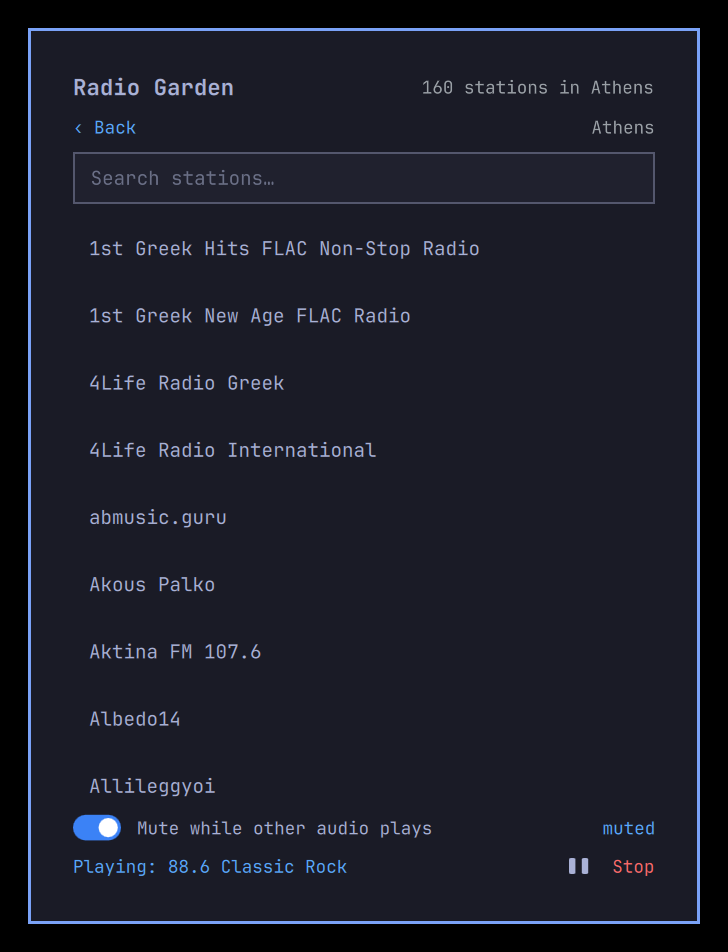 Radio Garden
160 stations in Athens
‹ Back
Athens
Search stations…
1st Greek Hits FLAC Non-Stop Radio
1st Greek New Age FLAC Radio
4Life Radio Greek
4Life Radio International
abmusic.guru
Akous Palko
Aktina FM 107.6
Albedo14
Allileggyoi
Mute while other audio plays
muted
Playing: 88.6 Classic Rock
Stop